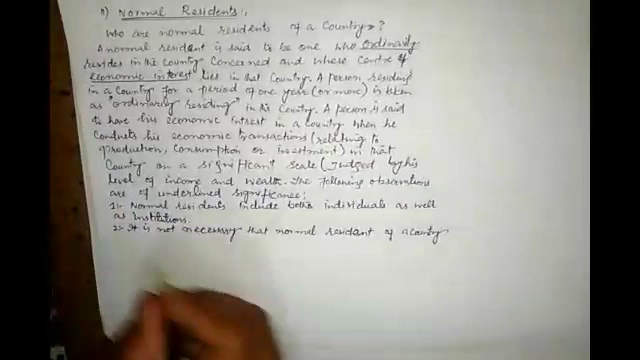 8) Normal Residents:,
Who are normal residents of a Country?
A normal resident is said to be one who ordinarily
resides in the Country Concerned and whose Centre of
economic interest lies in that Country. A person residing
in a Country for a period of one year (or more) is taken
as "ordinarily residing" in the Country. A person is said
to have his economic interest in a country when he
Conducts his economic transactions (relating to
production, Consumption or investment) in that
Country on a significant Scale (Judged by his
level of income and wealth. The following observations
are of underlined significance;
1:- Normal residents include both individuals as well
as Institutions.
2:- It is not necessary that normal resident of a Country